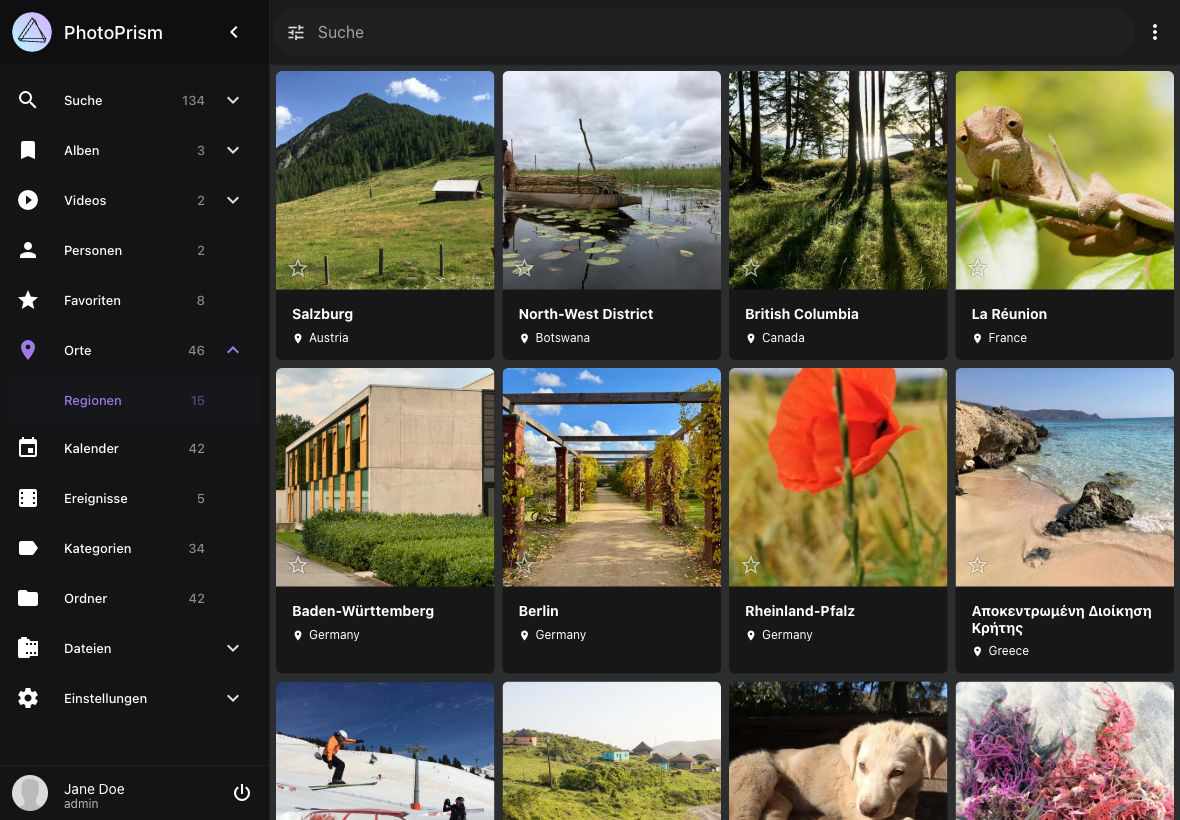 PhotoPrism
Suche
Suche 134
Alben 3
Videos 2
Personen 2
Favoriten 8
Orte 46
Regionen 15
Kalender 42
Ereignisse 5
Kategorien 34
Ordner 42
Dateien
Einstellungen
Jane Doe
admin
Salzburg
Austria
North-West District
Botswana
British Columbia
Canada
La Réunion
France
Baden-Württemberg
Germany
Berlin
Germany
Rheinland-Pfalz
Germany
Αποκεντρωμένη Διοίκηση
Κρήτης
Greece